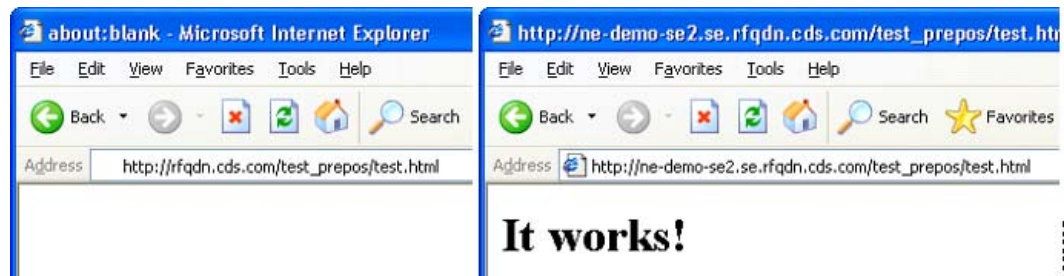 about:blank - Microsoft Internet Explorer
File Edit View Favorites Tools Help
Back Search
Address http://rfqdn.cds.com/test_prepos/test.html
http://ne-demo-se2.se.rfqdn.cds.com/test_prepos/test.htm
File Edit View Favorites Tools Help
Back Search Favorites
Address http://ne-demo-se2.se.rfqdn.cds.com/test_prepos/test.html
It works!